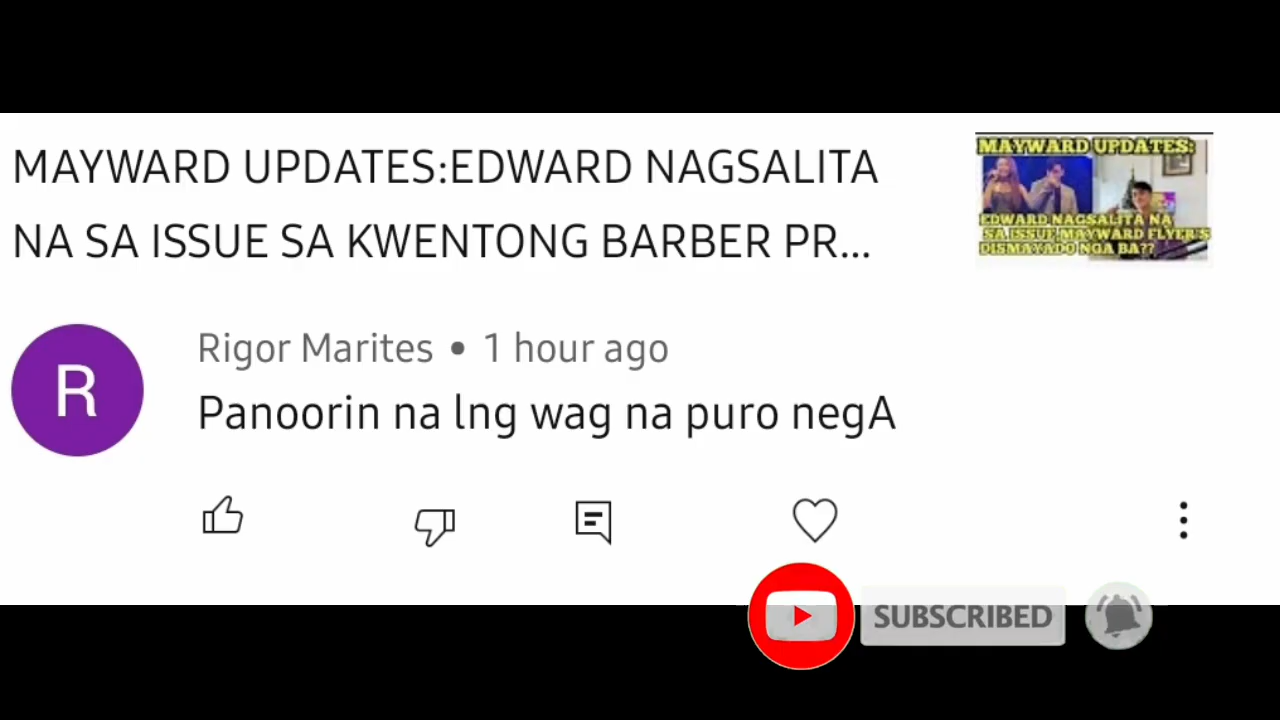 MAYWARD UPDATES:EDWARD NAGSALITA
NA SA ISSUE SA KWENTONG BARBER PR...
MAYWARD UPDATES:
EDWARD NAGSALITA NA
SA ISSUE MAYWARD FLYER'S
DISMAYADO NGA BA??
Rigor Marites • 1 hour ago
R
Panoorin na lng wag na puro negA
SUBSCRIBED